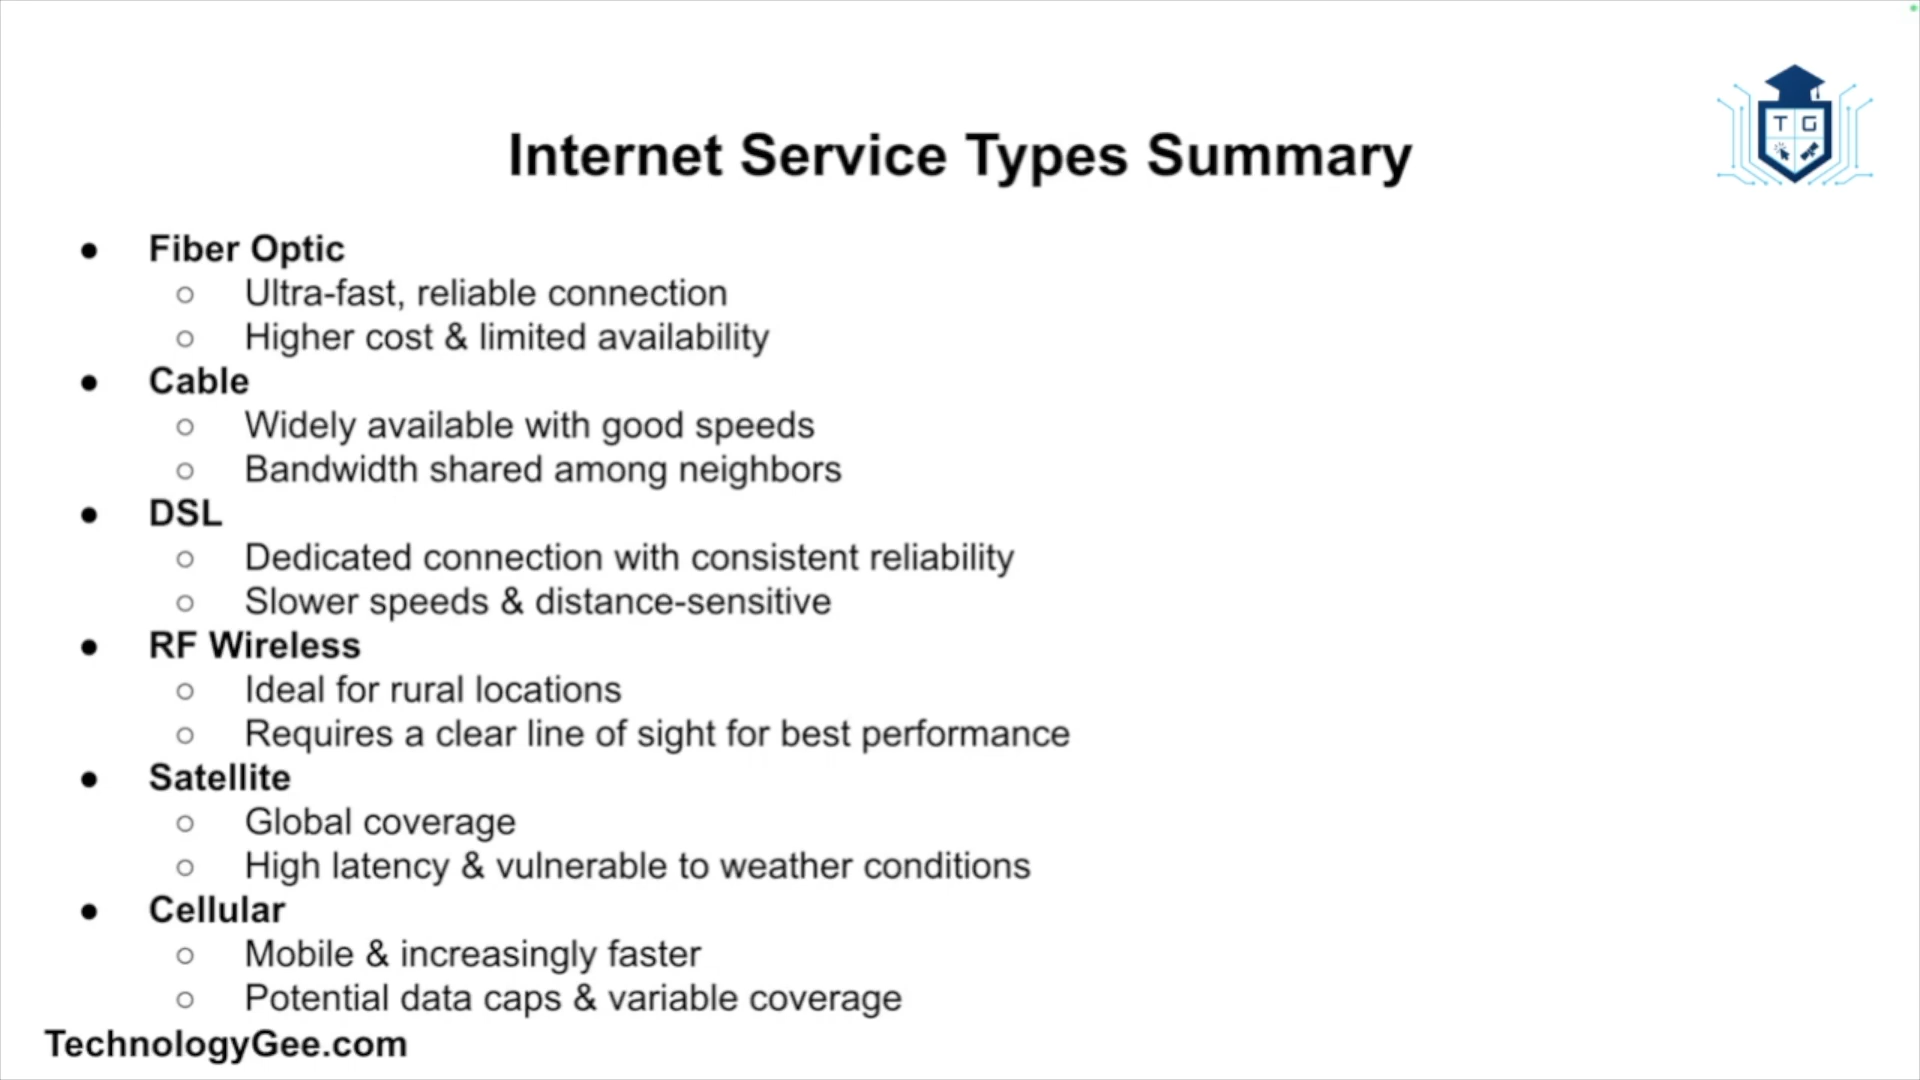 T G
Internet Service Types Summary
● Fiber Optic
○ Ultra-fast, reliable connection
○ Higher cost & limited availability
● Cable
○ Widely available with good speeds
○ Bandwidth shared among neighbors
● DSL
○ Dedicated connection with consistent reliability
○ Slower speeds & distance-sensitive
● RF Wireless
○ Ideal for rural locations
○ Requires a clear line of sight for best performance
● Satellite
○ Global coverage
○ High latency & vulnerable to weather conditions
● Cellular
○ Mobile & increasingly faster
○ Potential data caps & variable coverage
TechnologyGee.com